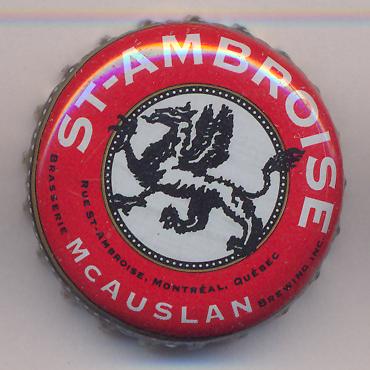 ST-AMBROISE
BRASSERIE McAUSLAN BREWING INC.
RUE ST-AMBROISE, MONTRÉAL, QUÉBEC